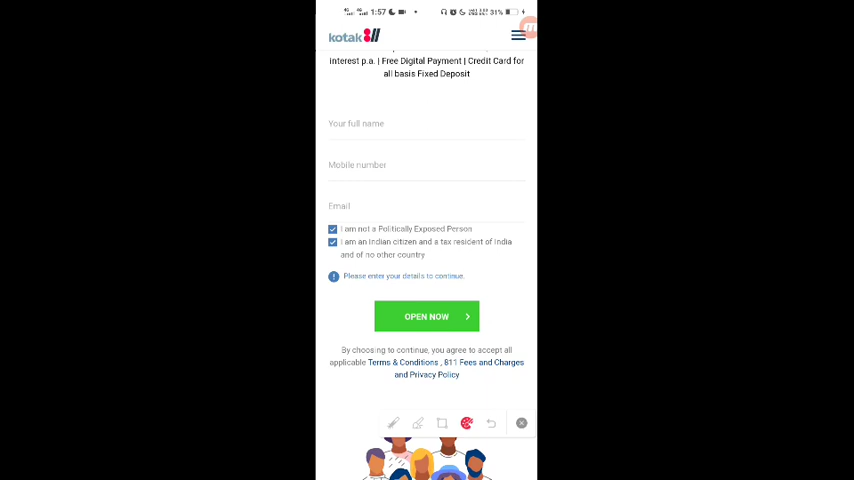 1:57
31%
kotak 811
interest p.a. | Free Digital Payment | Credit Card for
all basis Fixed Deposit
Your full name
Mobile number
Email
I am not a Politically Exposed Person
I am an Indian citizen and a tax resident of India
and of no other country
Please enter your details to continue.
OPEN NOW
By choosing to continue, you agree to accept all
applicable Terms & Conditions , 811 Fees and Charges
and Privacy Policy